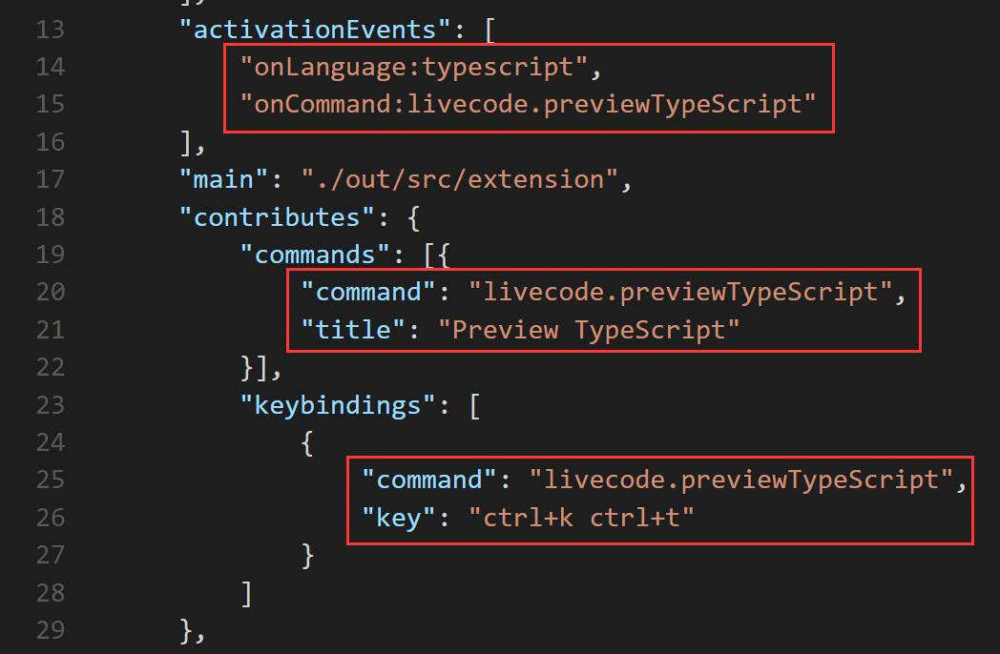 ],
13 "activationEvents": [
14 "onLanguage:typescript",
15 "onCommand:livecode.previewTypeScript"
16 ],
17 "main": "./out/src/extension",
18 "contributes": {
19 "commands": [{
20 "command": "livecode.previewTypeScript",
21 "title": "Preview TypeScript"
22 }],
23 "keybindings": [
24 {
25 "command": "livecode.previewTypeScript",
26 "key": "ctrl+k ctrl+t"
27 }
28 ]
29 },